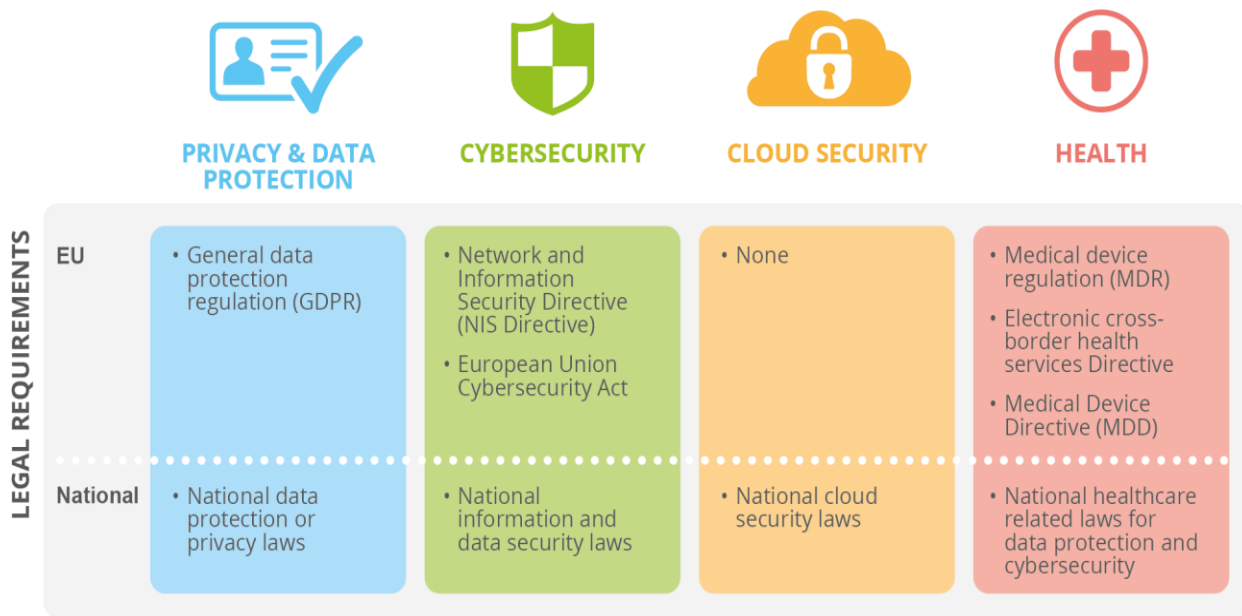 PRIVACY & DATA
PROTECTION
CYBERSECURITY
CLOUD SECURITY
HEALTH
LEGAL REQUIREMENTS
EU
• General data
protection
regulation (GDPR)
• Network and
Information
Security Directive
(NIS Directive)
• European Union
Cybersecurity Act
• None
• Medical device
regulation (MDR)
• Electronic cross-
border health
services Directive
• Medical Device
Directive (MDD)
National
• National data
protection or
privacy laws
• National
information and
data security laws
• National cloud
security laws
• National healthcare
related laws for
data protection and
cybersecurity